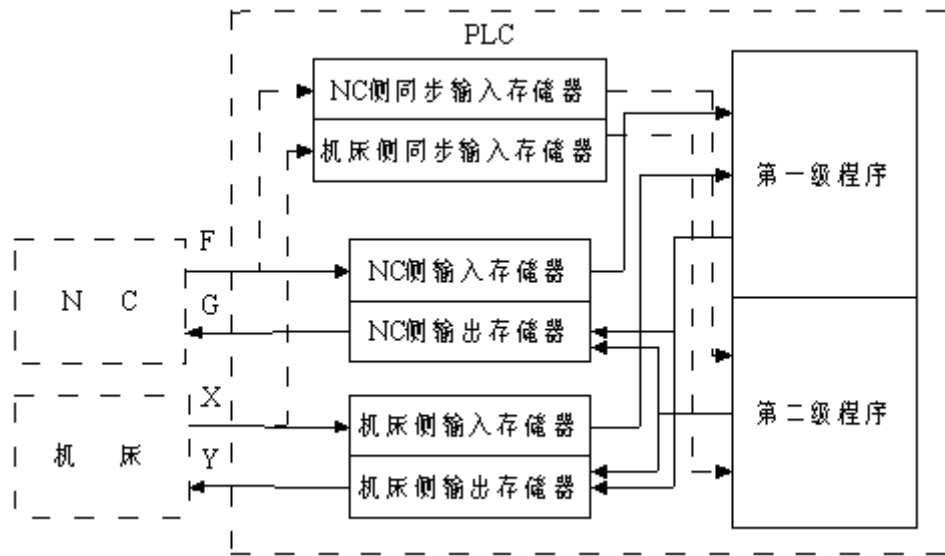 PLC
NC侧同步输入存储器
机床侧同步输入存储器
第一级程序
F
NC侧输入存储器
N C
G
NC侧输出存储器
X
机床侧输入存储器
第二级程序
机 床
Y
机床侧输出存储器